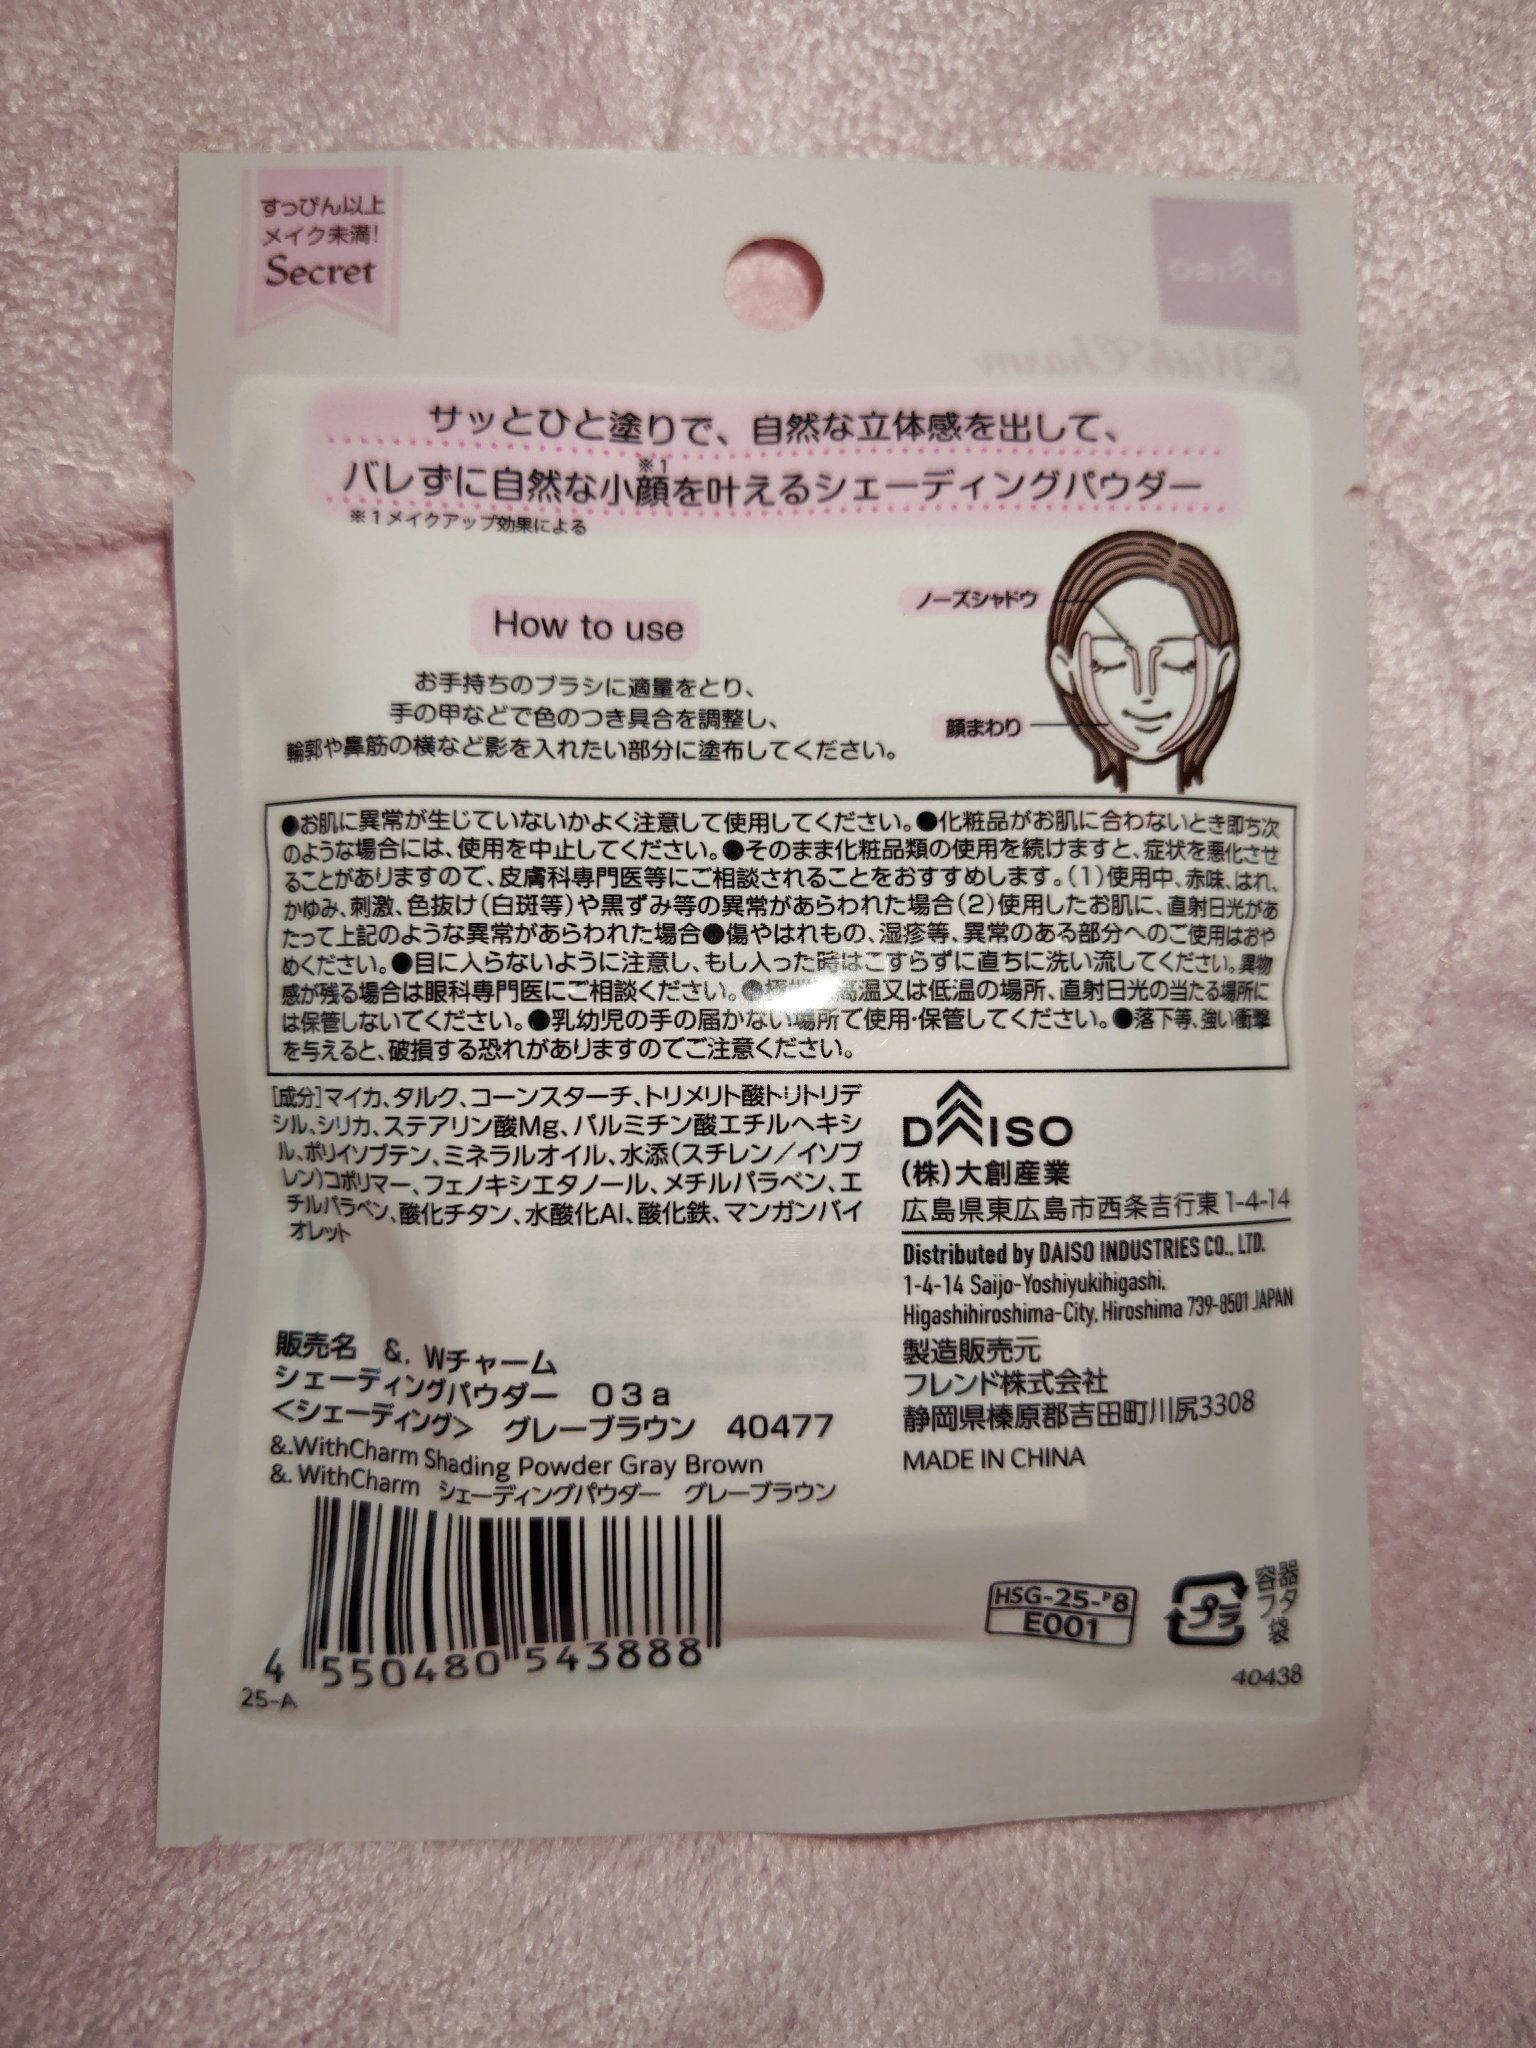 すっぴん以上
メイク未満!
Secret
DAISO
&.WithCharm
サッとひと塗りで、自然な立体感を出して、
バレずに自然な小顔※1を叶えるシェーディングパウダー
※1メイクアップ効果による
How to use
お手持ちのブラシに適量をとり、
手の甲などで色のつき具合を調整し、
輪郭や鼻筋の横など影を入れたい部分に塗布してください。
ノーズシャドウ
顔まわり
●お肌に異常が生じていないかよく注意して使用してください。●化粧品がお肌に合わないとき即ち次
のような場合には、使用を中止してください。●そのまま化粧品類の使用を続けますと、症状を悪化させ
ることがありますので、皮膚科専門医等にご相談されることをおすすめします。(1)使用中、赤味、はれ、
かゆみ、刺激、色抜け(白斑等)や黒ずみ等の異常があらわれた場合(2)使用したお肌に、直射日光があ
たって上記のような異常があらわれた場合●傷やはれもの、湿疹等、異常のある部分へのご使用はおや
めください。●目に入らないように注意し、もし入った時はこすらずに直ちに洗い流してください。異物
感が残る場合は眼科専門医にご相談ください。●極端な高温又は低温の場所、直射日光の当たる場所に
は保管しないでください。●乳幼児の手の届かない場所で使用・保管してください。●落下等、強い衝撃
を与えると、破損する恐れがありますのでご注意ください。
[成分]マイカ、タルク、コーンスターチ、トリメリト酸トリトリデ
シル、シリカ、ステアリン酸Mg、パルミチン酸エチルヘキシ
ル、ポリイソブテン、ミネラルオイル、水添(スチレン/イソプ
レン)コポリマー、フェノキシエタノール、メチルパラベン、エ
チルパラベン、酸化チタン、水酸化Al、酸化鉄、マンガンバイ
オレット
DAISO
(株)大創産業
広島県東広島市西条吉行東1-4-14
Distributed by DAISO INDUSTRIES CO., LTD.
1-4-14 Saijo-Yoshiyukihigashi,
Higashihiroshima-City, Hiroshima 739-8501 JAPAN
製造販売元
フレンド株式会社
静岡県榛原郡吉田町川尻3308
MADE IN CHINA
販売名 &. Wチャーム
シェーディングパウダー 03a
<シェーディング> グレーブラウン 40477
&.WithCharm Shading Powder Gray Brown
&. WithCharm シェーディングパウダー グレーブラウン
4 550480 543888
25-A
HSG-25-P8
E001
プラ
容器
フタ
袋
40438